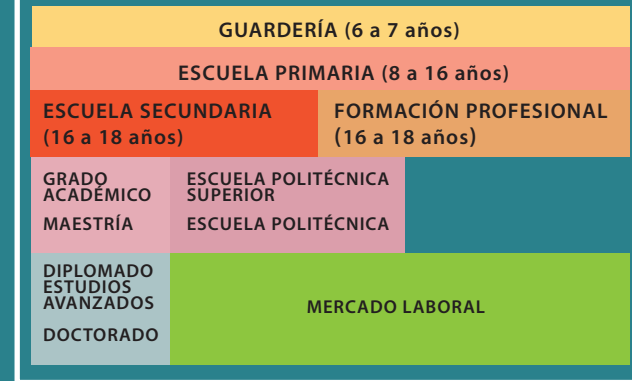 GUARDERÍA (6 a 7 años)
ESCUELA PRIMARIA (8 a 16 años)
ESCUELA SECUNDARIA
(16 a 18 años)
FORMACIÓN PROFESIONAL
(16 a 18 años)
GRADO
ACADÉMICO
MAESTRÍA
ESCUELA POLITÉCNICA
SUPERIOR
ESCUELA POLITÉCNICA
DIPLOMADO
ESTUDIOS
AVANZADOS
DOCTORADO
MERCADO LABORAL